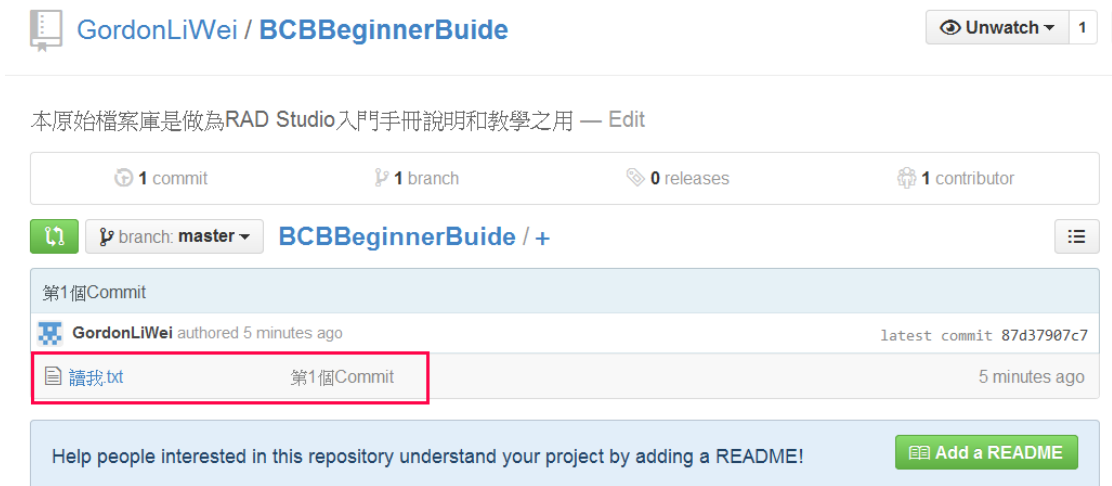 GordonLiWei / BCBBeginnerBuide
Unwatch 1
本原始檔案庫是做為RAD Studio入門手冊說明和教學之用 — Edit
1 commit 1 branch 0 releases 1 contributor
branch: master BCBBeginnerBuide / +
第1個Commit
GordonLiWei authored 5 minutes ago latest commit 87d37907c7
讀我.txt 第1個Commit 5 minutes ago
Help people interested in this repository understand your project by adding a README! Add a README